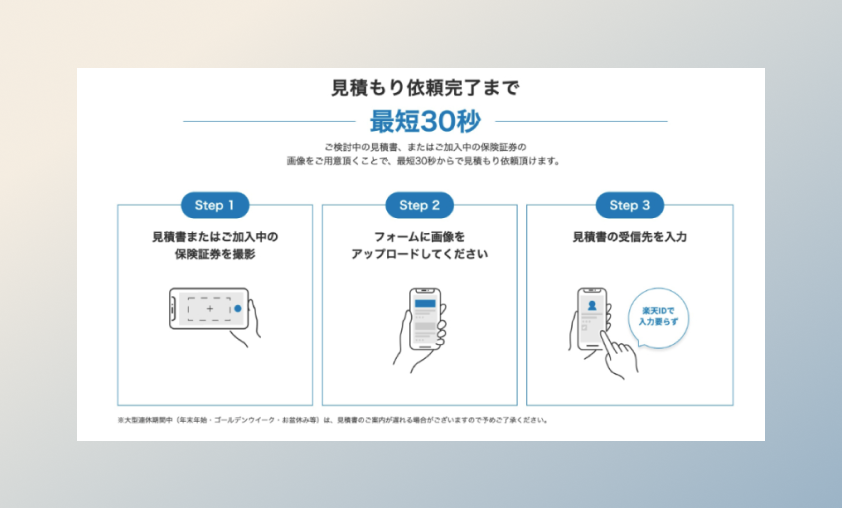 見積もり依頼完了まで
最短30秒
ご検討中の見積書、またはご加入中の保険証券の
画像をご用意頂くことで、最短30秒からで見積もり依頼頂けます。
Step 1
見積書またはご加入中の
保険証券を撮影
Step 2
フォームに画像を
アップロードしてください
Step 3
見積書の受信先を入力
楽天IDで
入力要らず
※大型連休期間中（年末年始・ゴールデンウイーク・お盆休み等）は、見積書のご案内が遅れる場合がございますので予めご了承ください。